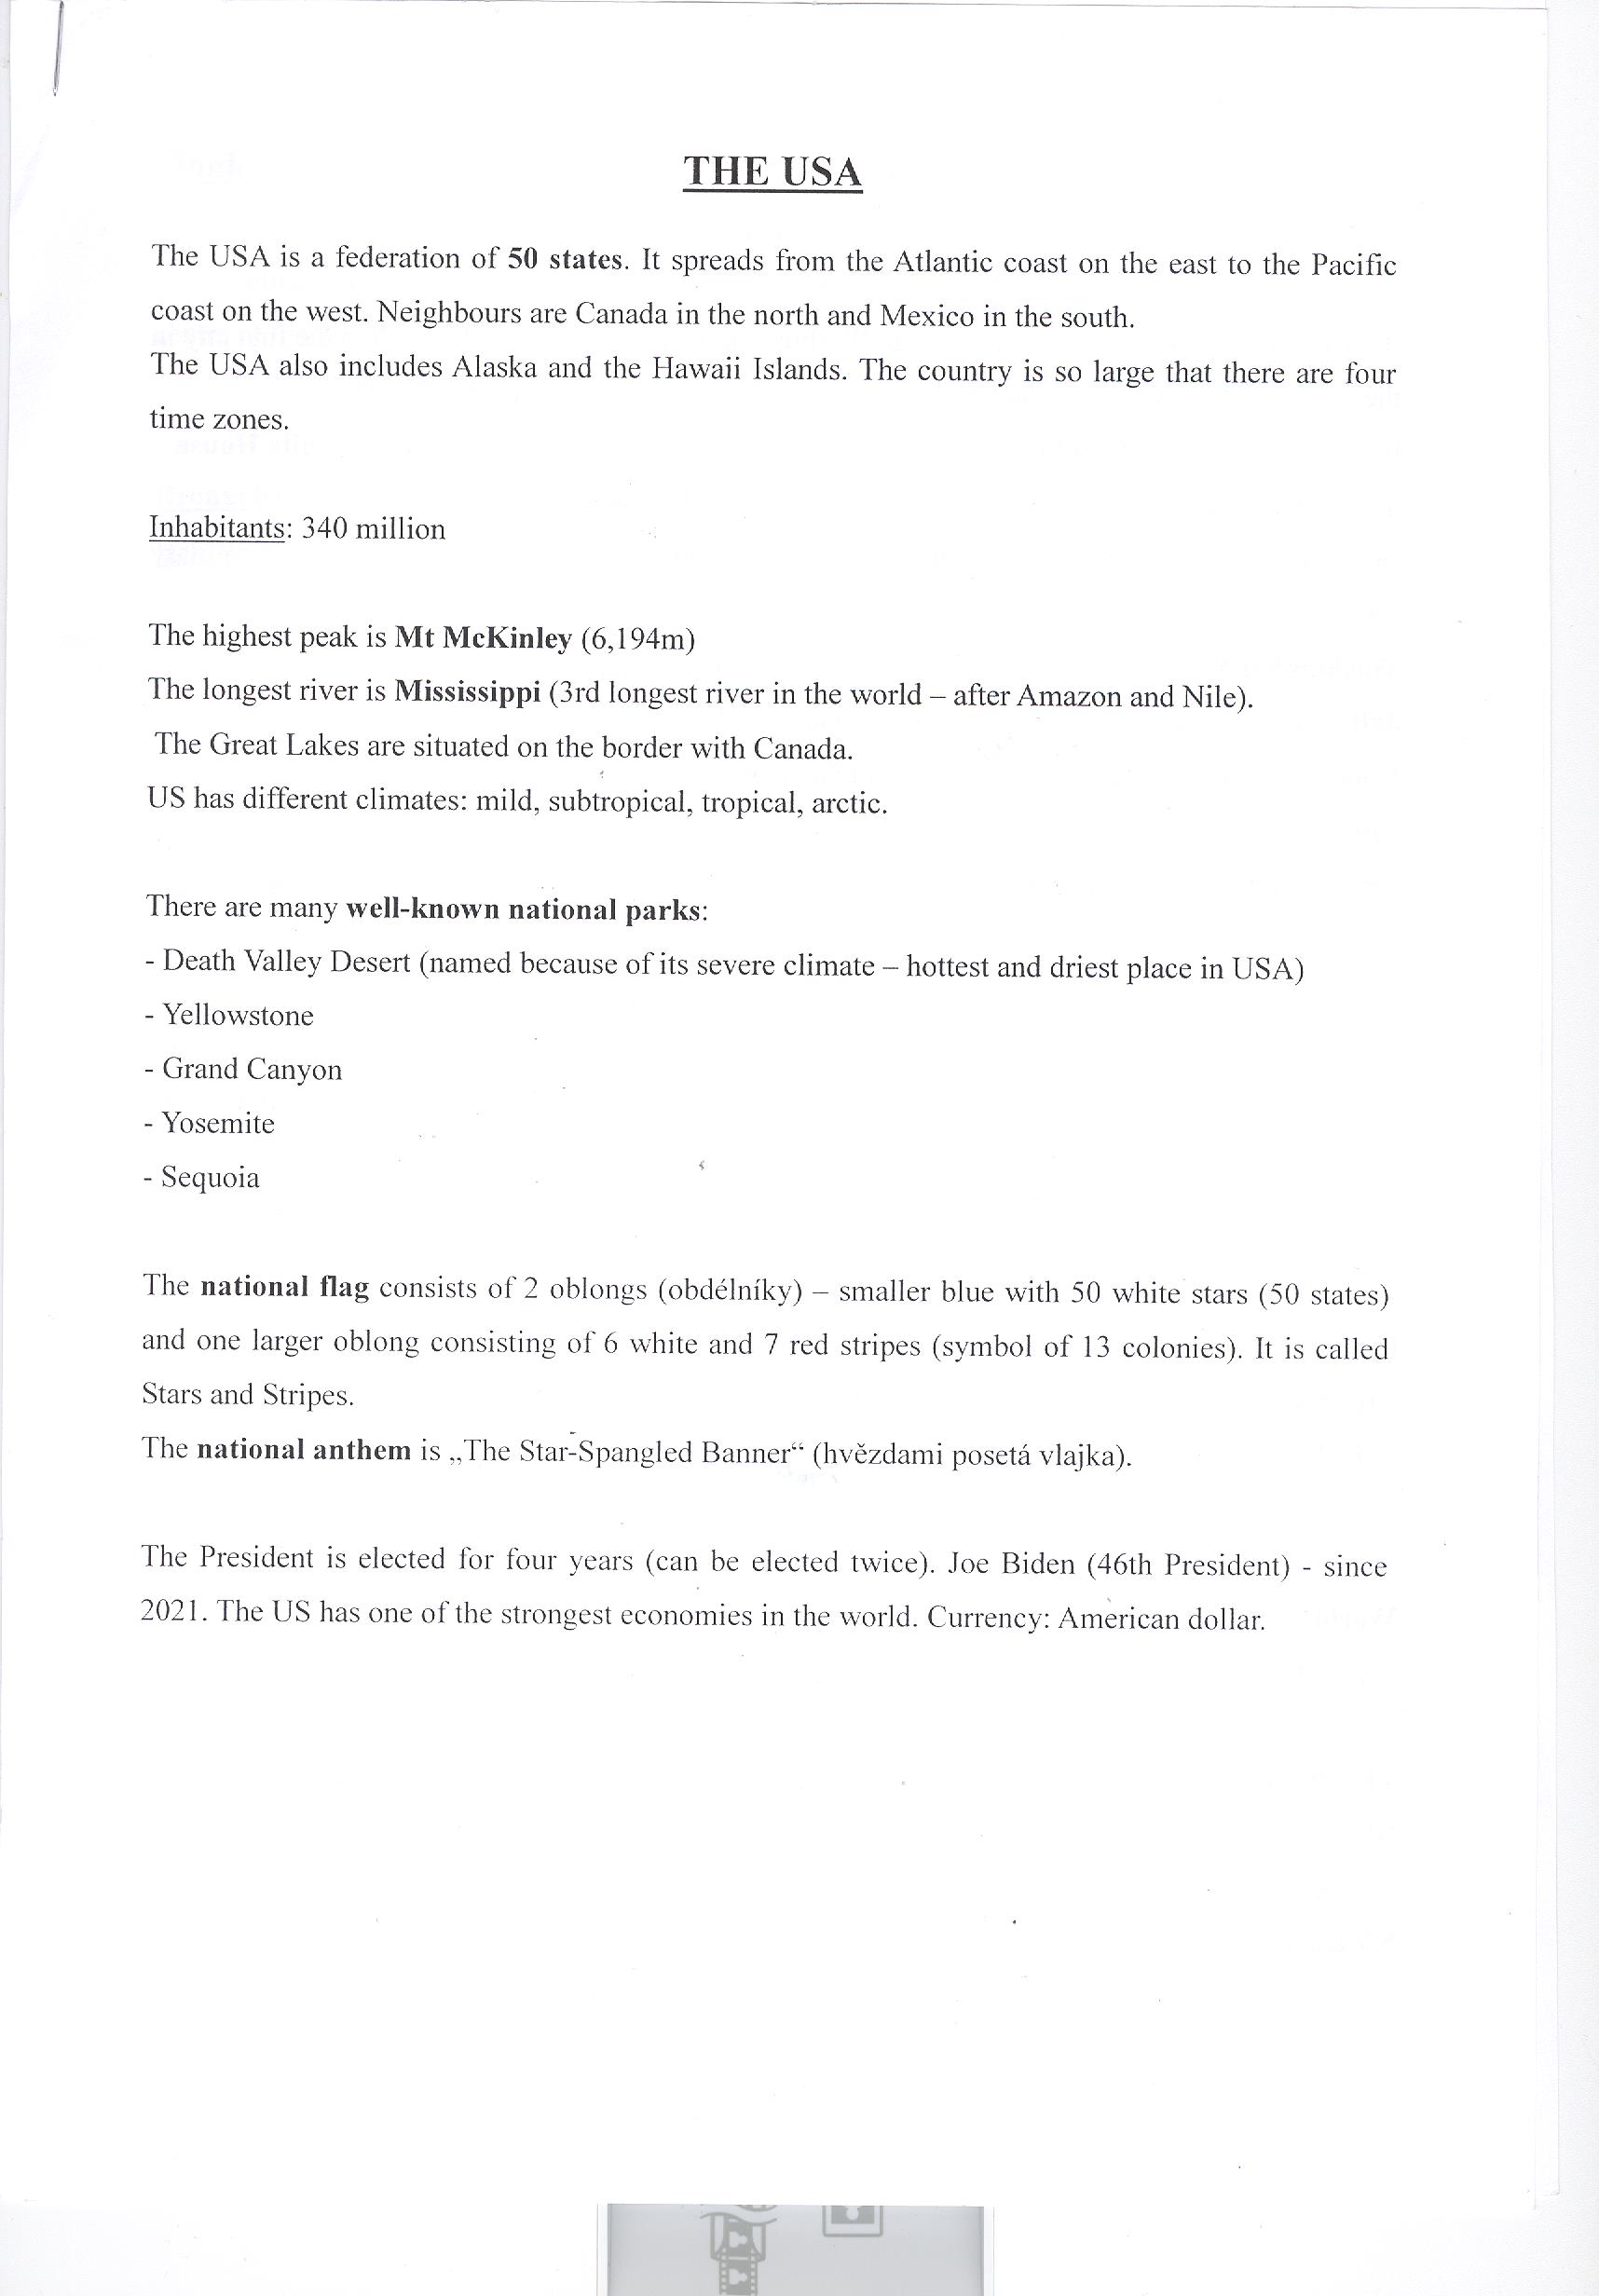 THE USA
The USA is a federation of 50 states. It spreads from the Atlantic coast on the east to the Pacific
coast on the west. Neighbours are Canada in the north and Mexico in the south.
The USA also includes Alaska and the Hawaii Islands. The country is so large that there are four
time zones.
Inhabitants: 340 million
The highest peak is Mt McKinley (6,194m)
The longest river is Mississippi (3rd longest river in the world – after Amazon and Nile).
The Great Lakes are situated on the border with Canada.
US has different climates: mild, subtropical, tropical, arctic.
There are many well-known national parks:
- Death Valley Desert (named because of its severe climate – hottest and driest place in USA)
- Yellowstone
- Grand Canyon
- Yosemite
- Sequoia
The national flag consists of 2 oblongs (obdélníky) – smaller blue with 50 white stars (50 states)
and one larger oblong consisting of 6 white and 7 red stripes (symbol of 13 colonies). It is called
Stars and Stripes.
The national anthem is „The Star-Spangled Banner“ (hvězdami posetá vlajka).
The President is elected for four years (can be elected twice). Joe Biden (46th President) - since
2021. The US has one of the strongest economies in the world. Currency: American dollar.